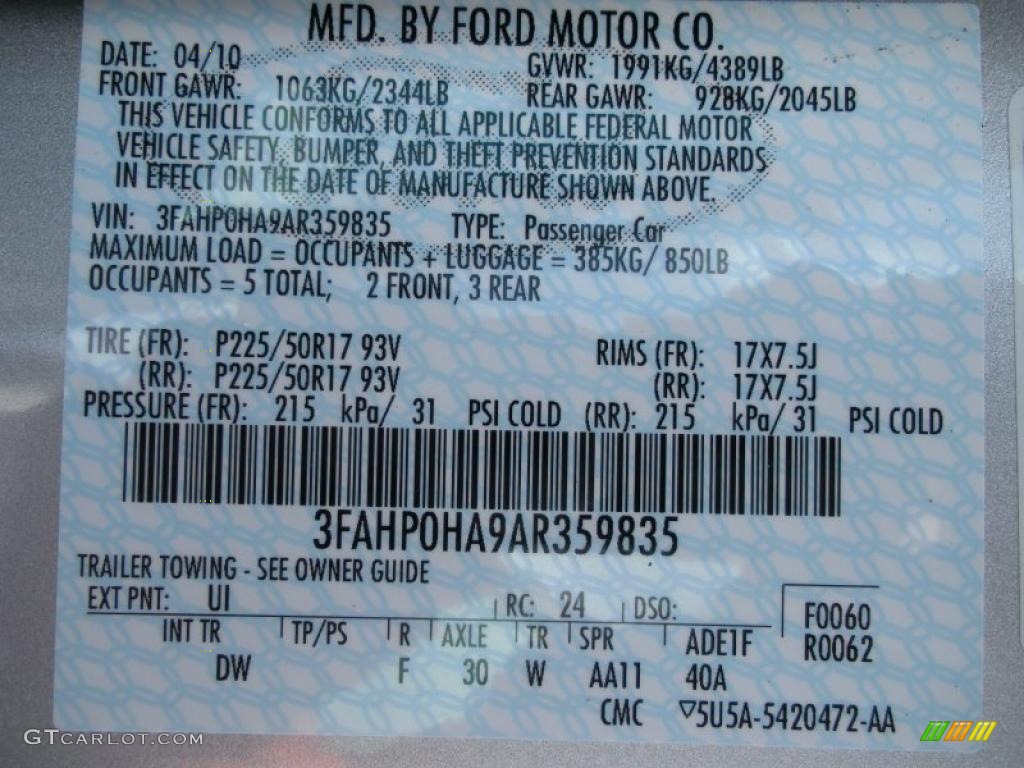 MFD. BY FORD MOTOR CO.
DATE: 04/10 GVWR: 1991KG/4389LB
FRONT GAWR: 1063KG/2344LB REAR GAWR: 928KG/2045LB
THIS VEHICLE CONFORMS TO ALL APPLICABLE FEDERAL MOTOR
VEHICLE SAFETY, BUMPER, AND THEFT PREVENTION STANDARDS
IN EFFECT ON THE DATE OF MANUFACTURE SHOWN ABOVE.
VIN: 3FAHP0HA9AR359835 TYPE: Passenger Car
MAXIMUM LOAD = OCCUPANTS + LUGGAGE = 385KG/ 850LB
OCCUPANTS = 5 TOTAL; 2 FRONT, 3 REAR
TIRE (FR): P225/50R17 93V RIMS (FR): 17X7.5J
(RR): P225/50R17 93V (RR): 17X7.5J
PRESSURE (FR): 215 kPa/ 31 PSI COLD (RR): 215 kPa/ 31 PSI COLD
3FAHP0HA9AR359835
TRAILER TOWING - SEE OWNER GUIDE
EXT PNT: UI RC: 24 DSO: F0060
INT TR TP/PS R AXLE TR SPR ADE1F R0062
DW F 30 W AA11 40A
CMC ▽5U5A-5420472-AA
GTCARLOT.COM